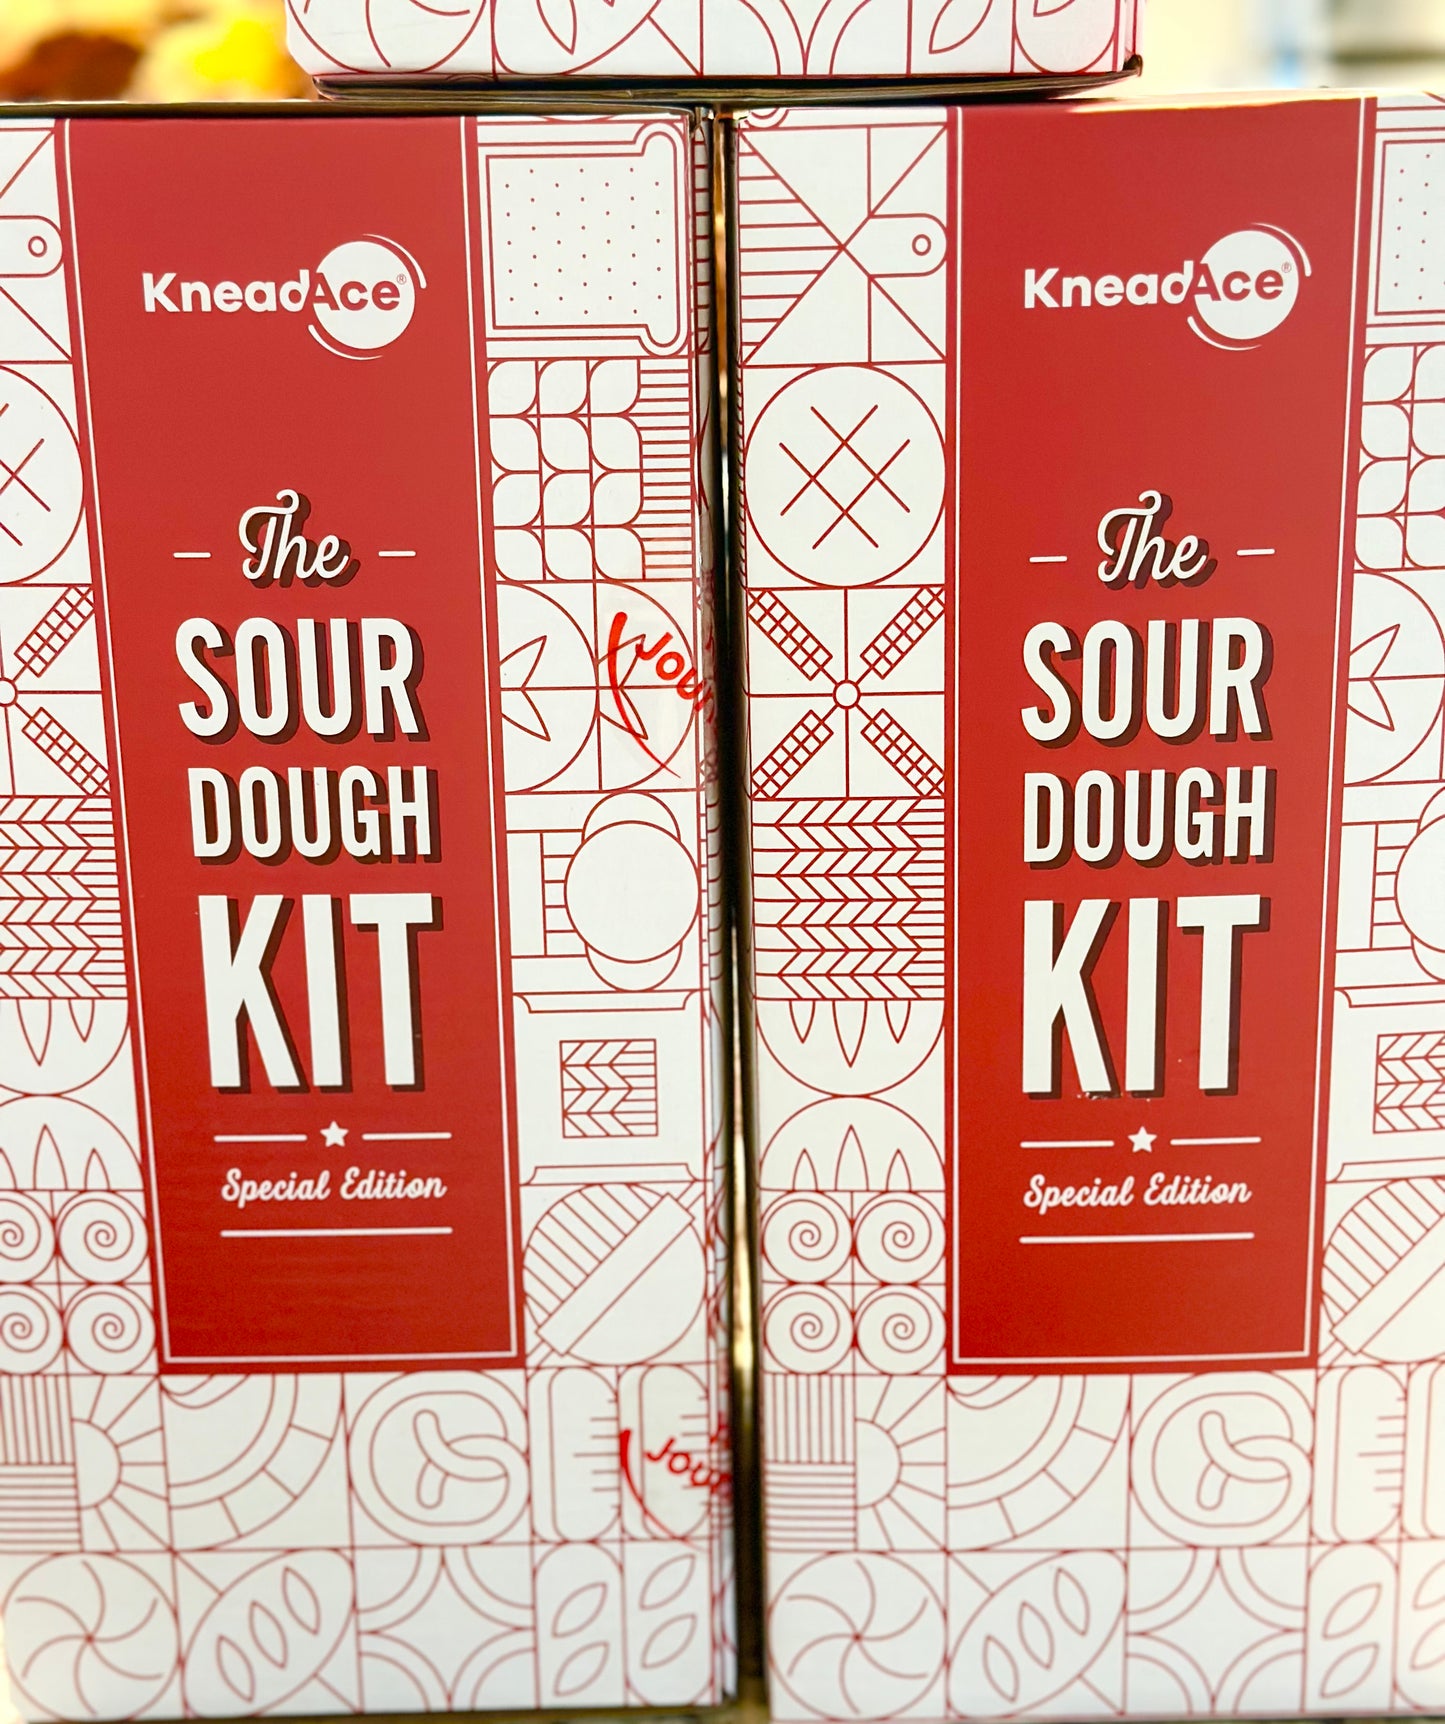 KneadAce®
The
SOUR
DOUGH
KIT
Special Edition
KneadAce®
The
SOUR
DOUGH
KIT
Special Edition